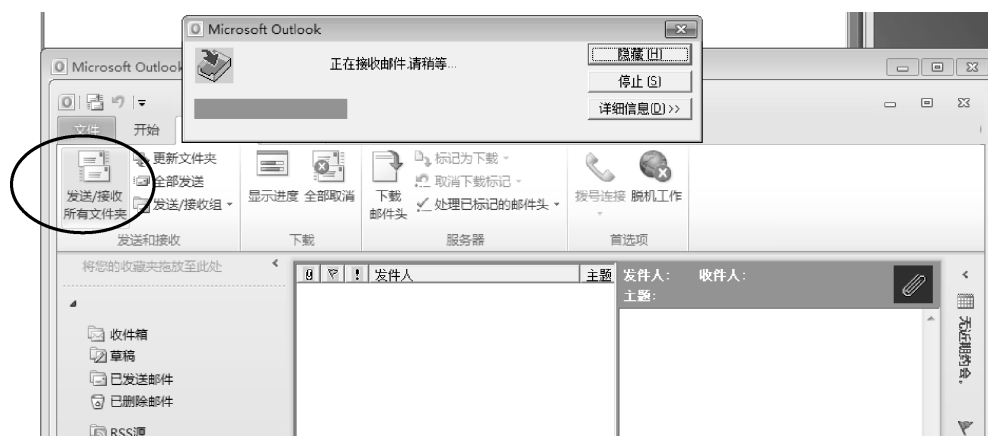 Microsoft Outlook
正在接收邮件,请稍等...
隐藏(H)
停止(S)
详细信息(D)>>
Microsoft Outlook
文件
开始
发送/接收
所有文件夹
更新文件夹
全部发送
发送/接收组
发送和接收
显示进度
全部取消
下载
下载
邮件头
标记为下载
取消下载标记
处理已标记的邮件头
服务器
拨号连接
脱机工作
首选项
将您的收藏夹拖放至此处
收件箱
草稿
已发送邮件
已删除邮件
RSS源
发件人
主题
发件人: 收件人:
主题:
无近期约会。